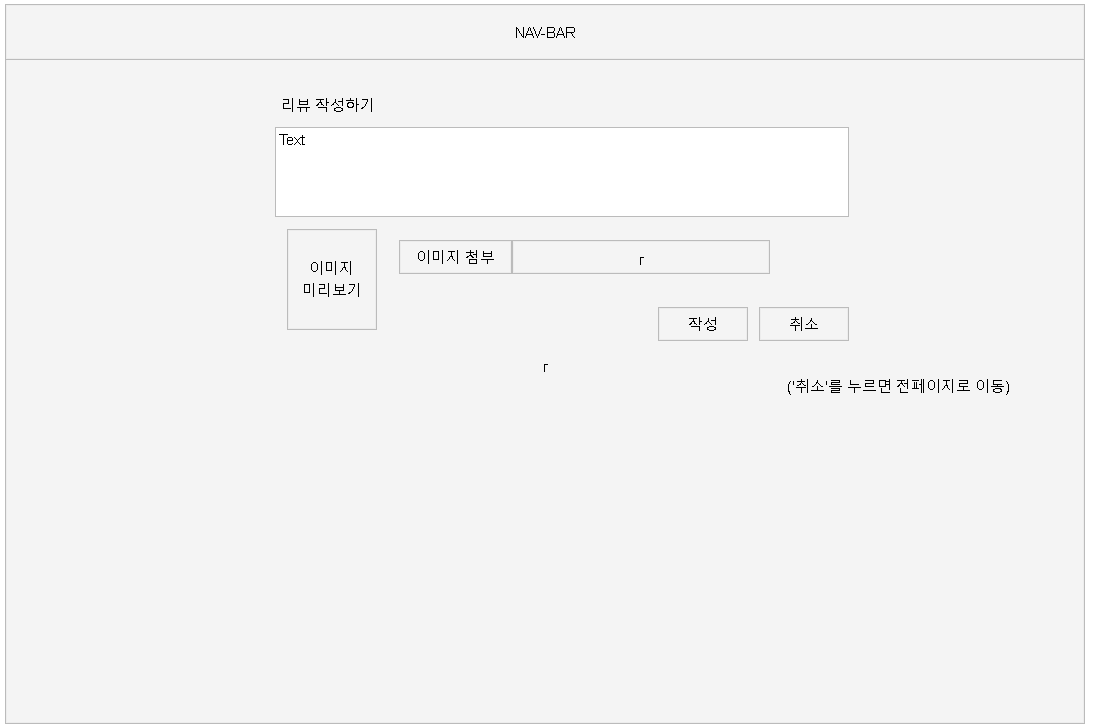 NAV-BAR
리뷰 작성하기
Text
이미지
미리보기
이미지 첨부
┌
작성
취소
┌
('취소'를 누르면 전페이지로 이동)